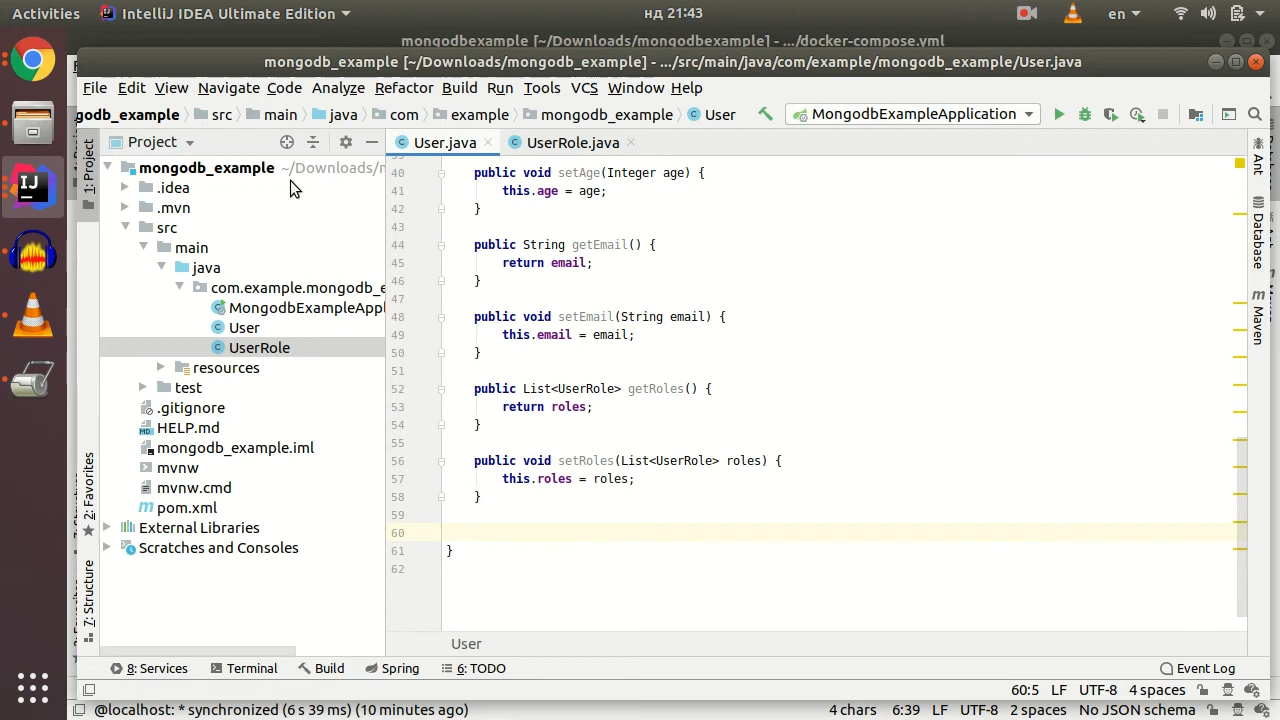 Activities
IntelliJ IDEA Ultimate Edition
нд 21:43
en
mongodbexample [~/Downloads/mongodbexample] - .../docker-compose.yml
mongodb_example [~/Downloads/mongodb_example] - .../src/main/java/com/example/mongodb_example/User.java
File Edit View Navigate Code Analyze Refactor Build Run Tools VCS Window Help
godb_example src main java com example mongodb_example User
MongodbExampleApplication
1: Project
Project
User.java
UserRole.java
Ant
Database
Maven
mongodb_example ~/Downloads/m
.idea
.mvn
src
main
java
com.example.mongodb_e
MongodbExampleAppl
User
UserRole
resources
test
.gitignore
HELP.md
mongodb_example.iml
mvnw
mvnw.cmd
pom.xml
External Libraries
Scratches and Consoles
2: Favorites
7: Structure
40 public void setAge(Integer age) {
41 this.age = age;
42 }
43
44 public String getEmail() {
45 return email;
46 }
47
48 public void setEmail(String email) {
49 this.email = email;
50 }
51
52 public List<UserRole> getRoles() {
53 return roles;
54 }
55
56 public void setRoles(List<UserRole> roles) {
57 this.roles = roles;
58 }
59
60
61 }
62
User
8: Services
Terminal
Build
Spring
6: TODO
Event Log
60:5 LF UTF-8 4 spaces
@localhost: * synchronized (6 s 39 ms) (10 minutes ago)
4 chars 6:39 LF UTF-8 2 spaces No JSON schema